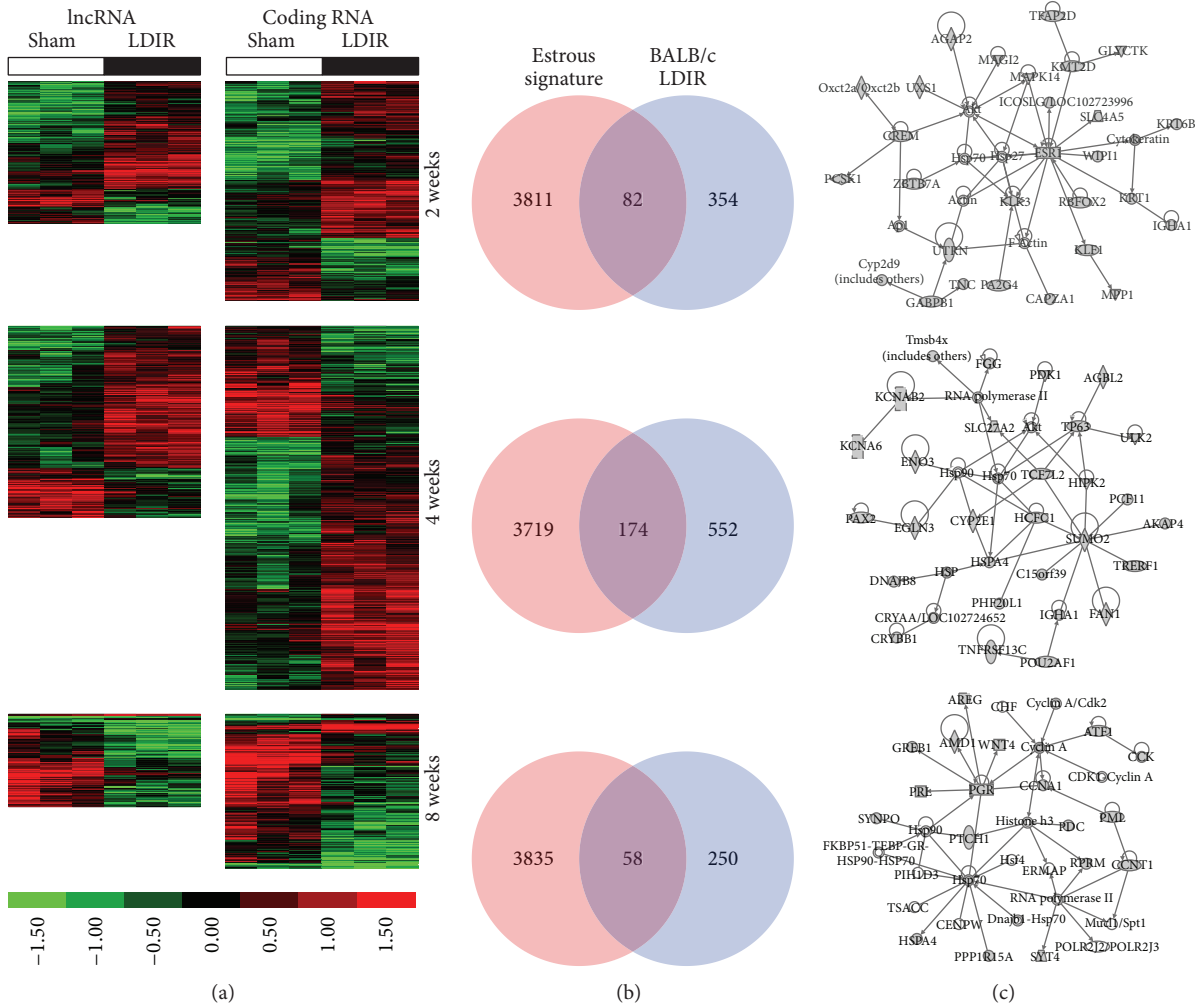 lncRNA
Coding RNA
Sham
LDIR
Sham
LDIR
2 weeks
4 weeks
8 weeks
−1.50
−1.00
−0.50
0.00
0.50
1.00
1.50
(a)
Estrous
signature
BALB/c
LDIR
3811
82
354
3719
174
552
3835
58
250
(b)
TFAP2D
AGAP2
MAGI2
GLYCTK
KMT2D
MAPK14
Oxct2a/Oxct2b
UXS1
ICOSLG/LOC102723996
Akt
SLC4A5
KRT6B
CREM
Cytokeratin
ESR1
Hsp70
Hsp27
WIPI1
PCSK1
ZBTB7A
Actin
KLK3
RBFOX2
KRT1
Ap1
IGHA1
F Actin
UTRN
KLF1
Cyp2d9
(includes others)
TNC
PA2G4
GABPB1
CAPZA1
MPP1
Tmsb4x
(includes others)
FGG
PDK1
AGBL2
KCNAB2
RNA polymerase II
SLC27A2
Akt
TP63
ULK2
KCNA6
ENO3
Hsp90
Hsp70
TCF7L2
HIPK2
PCF11
PAX2
EGLN3
CYP2E1
HCFC1
AKAP4
SUMO2
HSPA4
TRERF1
DNAJB8
HSP
C15orf39
PHF20L1
IGHA1
FAN1
CRYAA/LOC102724652
CRYBB1
TNFRSF13C
POU2AF1
AREG
CHF
Cyclin A/Cdk2
ATF1
GREB1
AMD1
WNT4
Cyclin A
CCK
CDK1-Cyclin A
PRE
PGR
CCNA1
SYNPO
Histone h3
PML
Hsp90
PTCH1
PDC
FKBP51-TEBP-GR-
HSP90-HSP70
Hsf4
RPRM
CCNT1
PIH1D3
Hsp70
ERMAP
RNA polymerase II
TSACC
CENPW
Dnajb1-Hsp70
HSPA4
POLR2J2/POLR2J3
PPP1R15A
SYT4
(c)